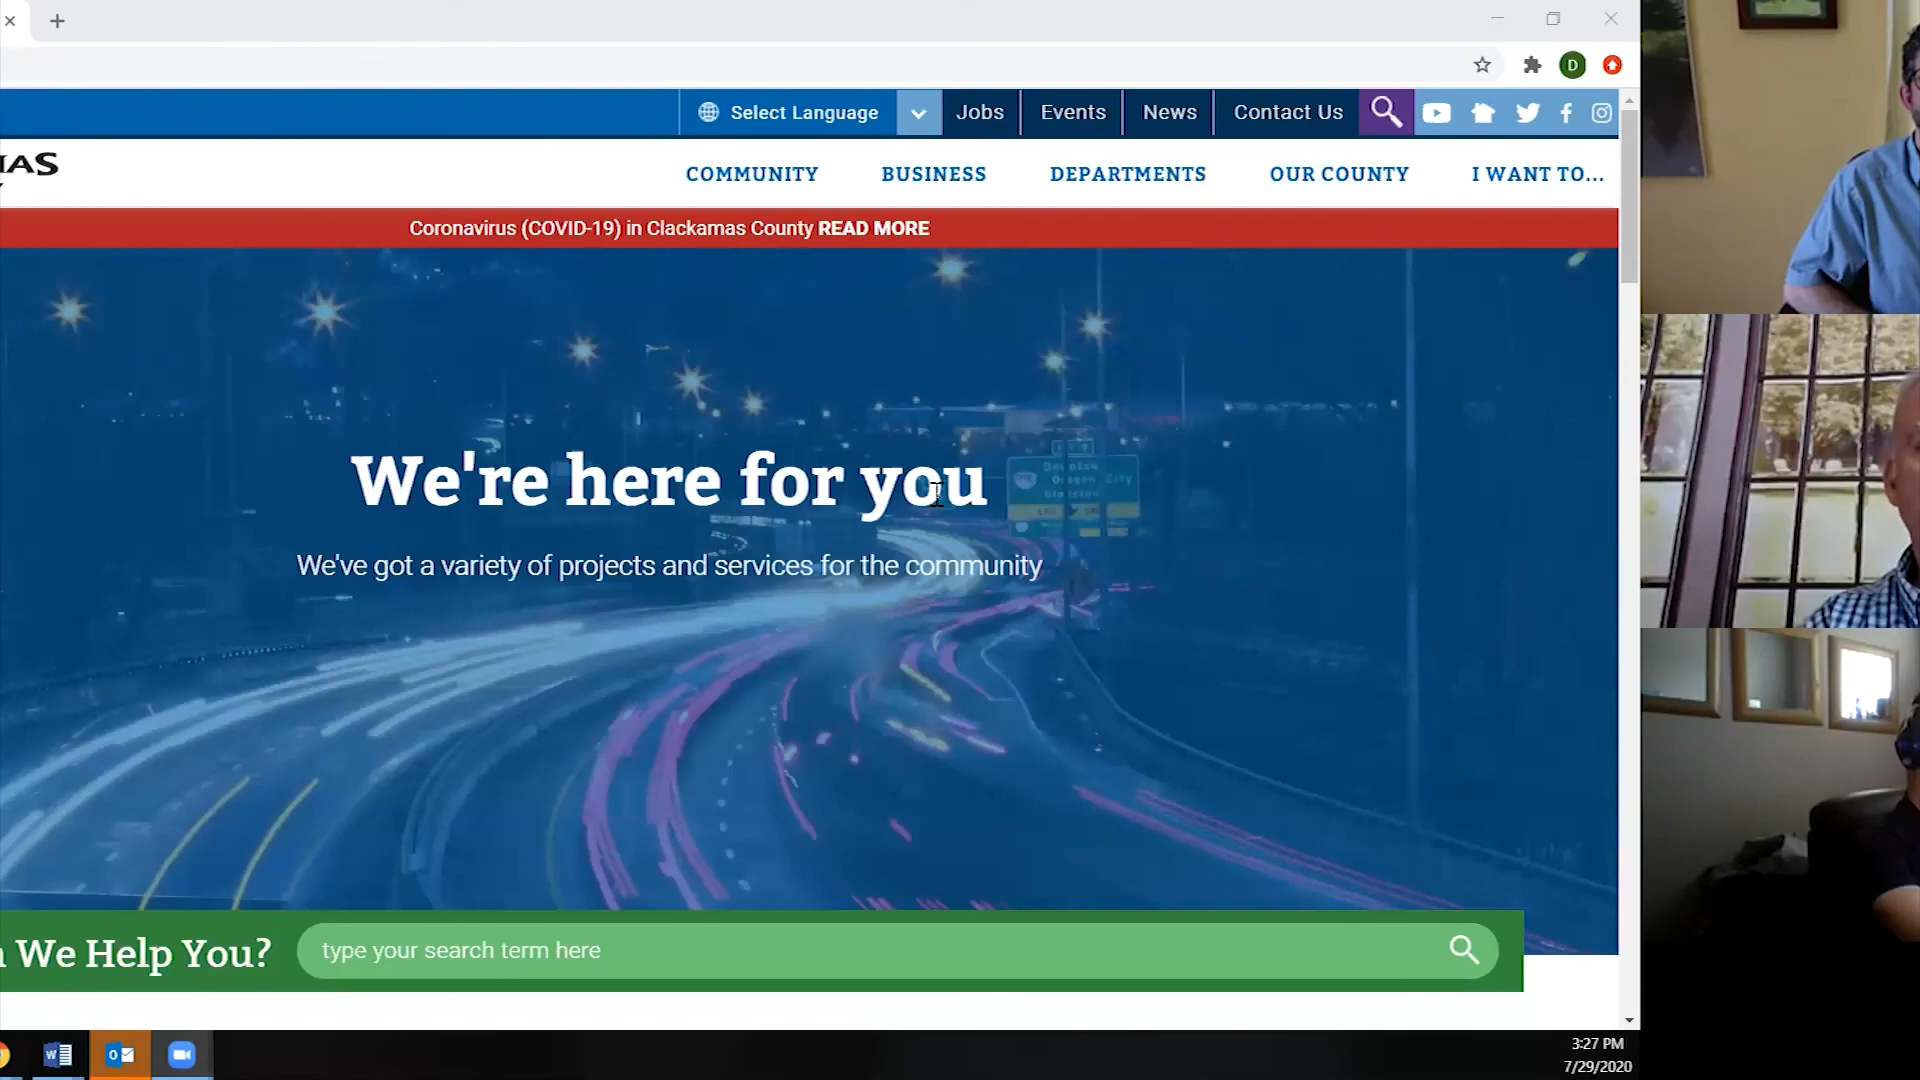 D
Select Language
Jobs
Events
News
Contact Us
COMMUNITY
BUSINESS
DEPARTMENTS
OUR COUNTY
I WANT TO...
Coronavirus (COVID-19) in Clackamas County READ MORE
We're here for you
Oregon City
We've got a variety of projects and services for the community
We Help You?
type your search term here
3:27 PM
7/29/2020